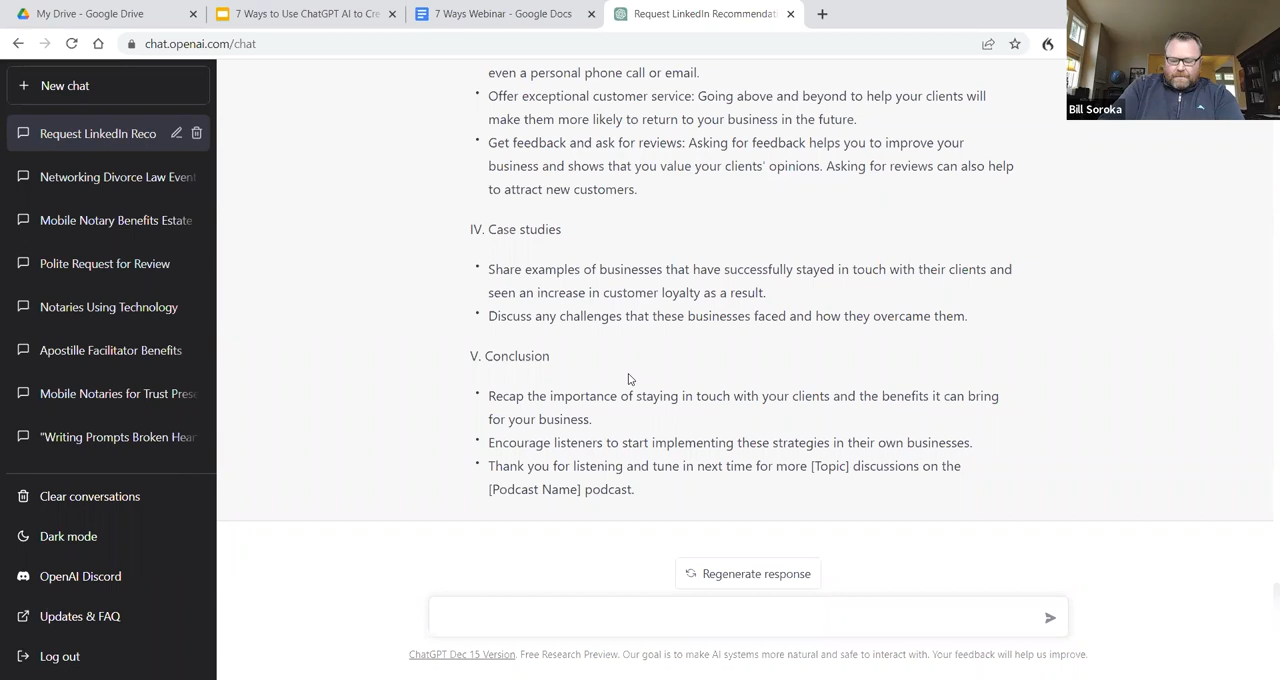 My Drive - Google Drive
7 Ways to Use ChatGPT AI to Cre
7 Ways Webinar - Google Docs
Request LinkedIn Recommendati
chat.openai.com/chat
New chat
Request LinkedIn Reco
Networking Divorce Law Event
Mobile Notary Benefits Estate
Polite Request for Review
Notaries Using Technology
Apostille Facilitator Benefits
Mobile Notaries for Trust Pres
"Writing Prompts Broken Hear
Clear conversations
Dark mode
OpenAI Discord
Updates & FAQ
Log out
even a personal phone call or email.
• Offer exceptional customer service: Going above and beyond to help your clients will
make them more likely to return to your business in the future.
• Get feedback and ask for reviews: Asking for feedback helps you to improve your
business and shows that you value your clients' opinions. Asking for reviews can also help
to attract new customers.
IV. Case studies
• Share examples of businesses that have successfully stayed in touch with their clients and
seen an increase in customer loyalty as a result.
• Discuss any challenges that these businesses faced and how they overcame them.
V. Conclusion
• Recap the importance of staying in touch with your clients and the benefits it can bring
for your business.
• Encourage listeners to start implementing these strategies in their own businesses.
• Thank you for listening and tune in next time for more [Topic] discussions on the
[Podcast Name] podcast.
Regenerate response
ChatGPT Dec 15 Version. Free Research Preview. Our goal is to make AI systems more natural and safe to interact with. Your feedback will help us improve.
Bill Soroka